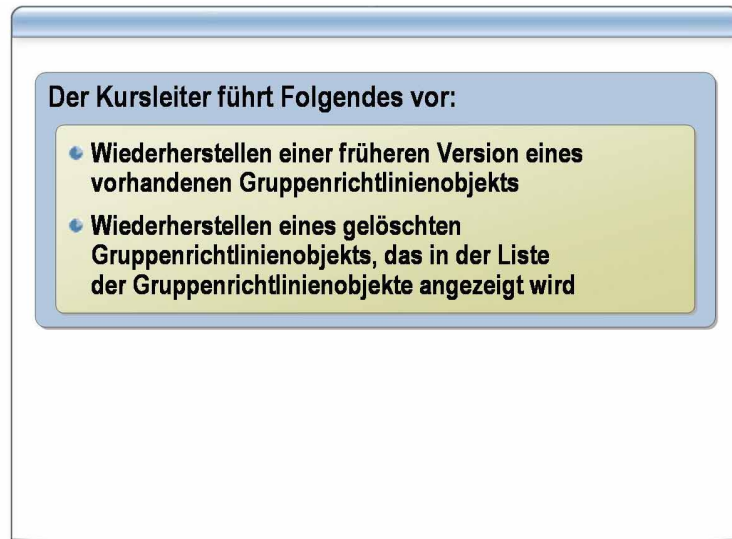 Der Kursleiter führt Folgendes vor:
Wiederherstellen einer früheren Version eines
vorhandenen Gruppenrichtlinienobjekts
Wiederherstellen eines gelöschten
Gruppenrichtlinienobjekts, das in der Liste
der Gruppenrichtlinienobjekte angezeigt wird